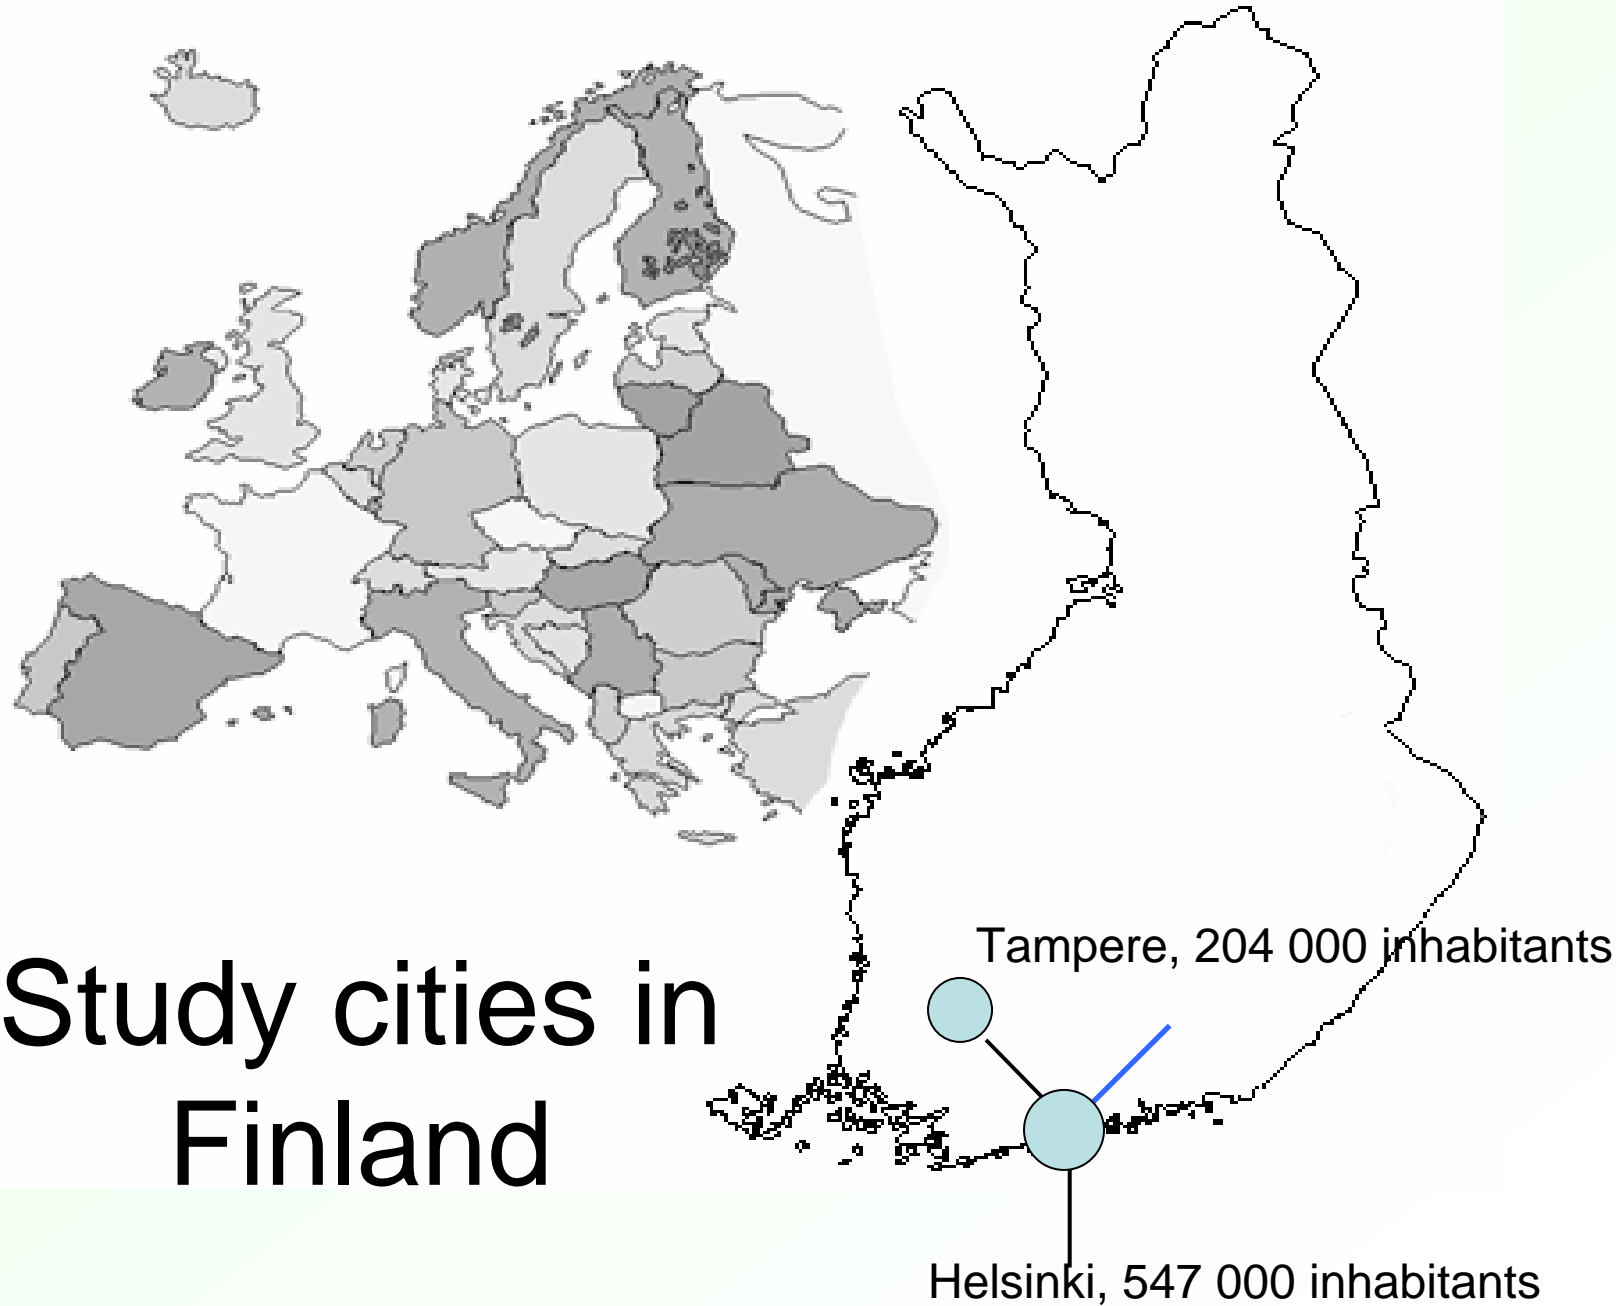 Study cities in
Finland
Tampere, 204 000 inhabitants
Helsinki, 547 000 inhabitants